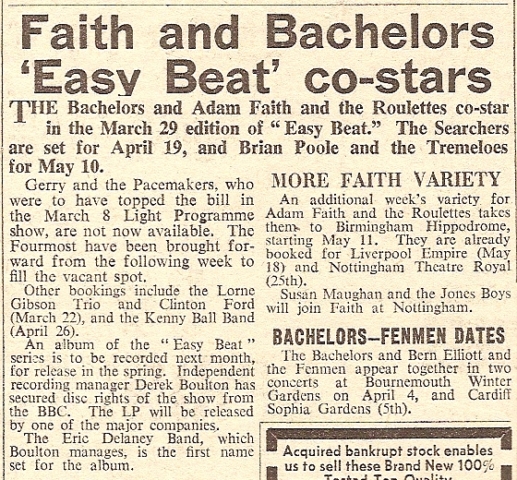 Faith and Bachelors
'Easy Beat' co-stars
THE Bachelors and Adam Faith and the Roulettes co-star
in the March 29 edition of "Easy Beat." The Searchers
are set for April 19, and Brian Poole and the Tremeloes
for May 10.
Gerry and the Pacemakers, who
were to have topped the bill in
the March 8 Light Programme
show, are not now available. The
Fourmost have been brought for-
ward from the following week to
fill the vacant spot.
Other bookings include the Lorne
Gibson Trio and Clinton Ford
(March 22), and the Kenny Ball Band
(April 26).
An album of the "Easy Beat"
series is to be recorded next month,
for release in the spring. Independent
recording manager Derek Boulton has
secured disc rights of the show from
the BBC. The LP will be released
by one of the major companies.
The Eric Delaney Band, which
Boulton manages, is the first name
set for the album.
MORE FAITH VARIETY
An additional week's variety for
Adam Faith and the Roulettes takes
them to Birmingham Hippodrome,
starting May 11. They are already
booked for Liverpool Empire (May
18) and Nottingham Theatre Royal
(25th).
Susan Maughan and the Jones Boys
will join Faith at Nottingham.
BACHELORS—FENMEN DATES
The Bachelors and Bern Elliott and
the Fenmen appear together in two
concerts at Bournemouth Winter
Gardens on April 4, and Cardiff
Sophia Gardens (5th).
Acquired bankrupt stock enables
us to sell these Brand New 100%
Tested Top Quality